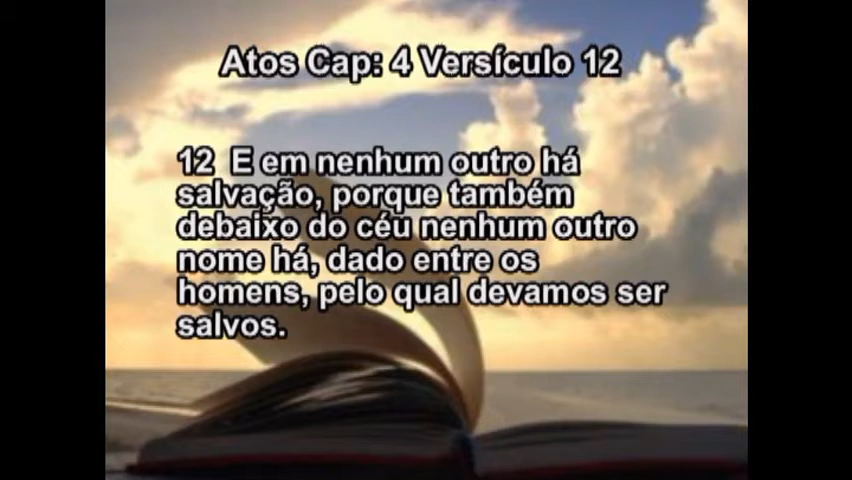 Atos Cap: 4 Versículo 12
12 E em nenhum outro há
salvação, porque também
debaixo do céu nenhum outro
nome há, dado entre os
homens, pelo qual devamos ser
salvos.